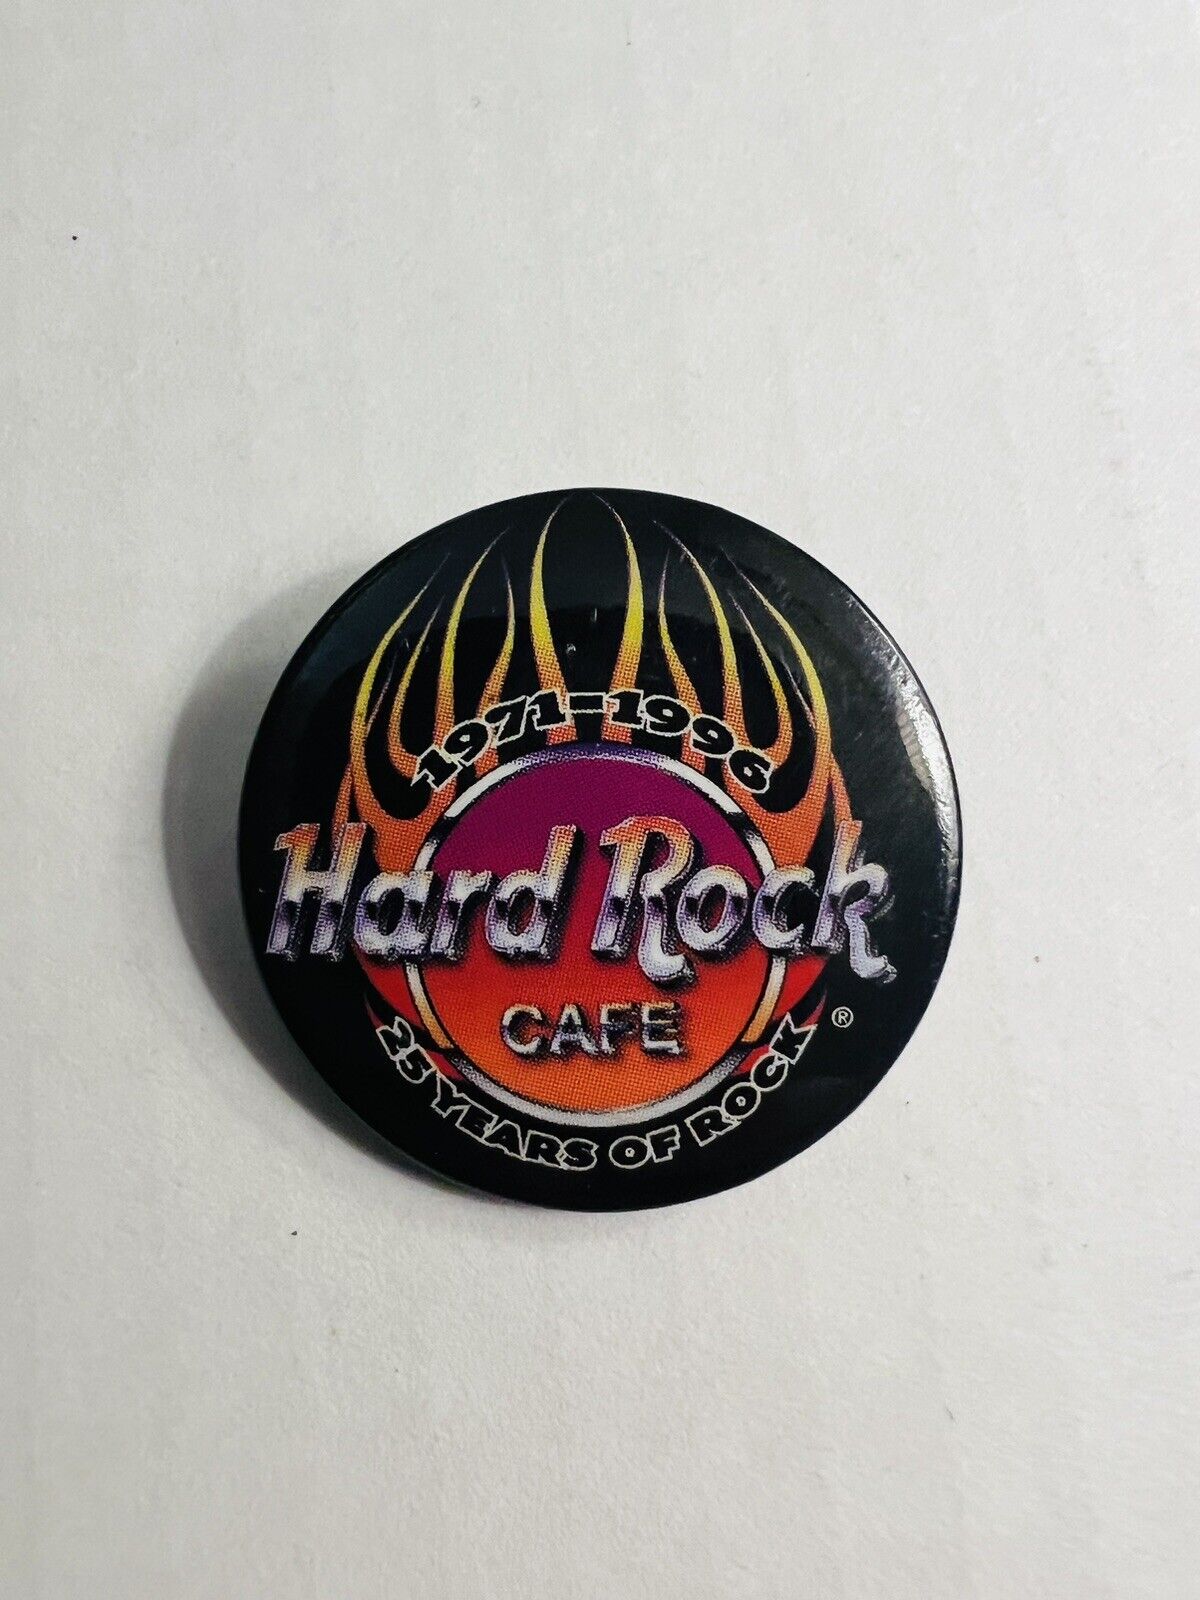 1971-1996
Hard Rock
CAFE
®
25 YEARS OF ROCK